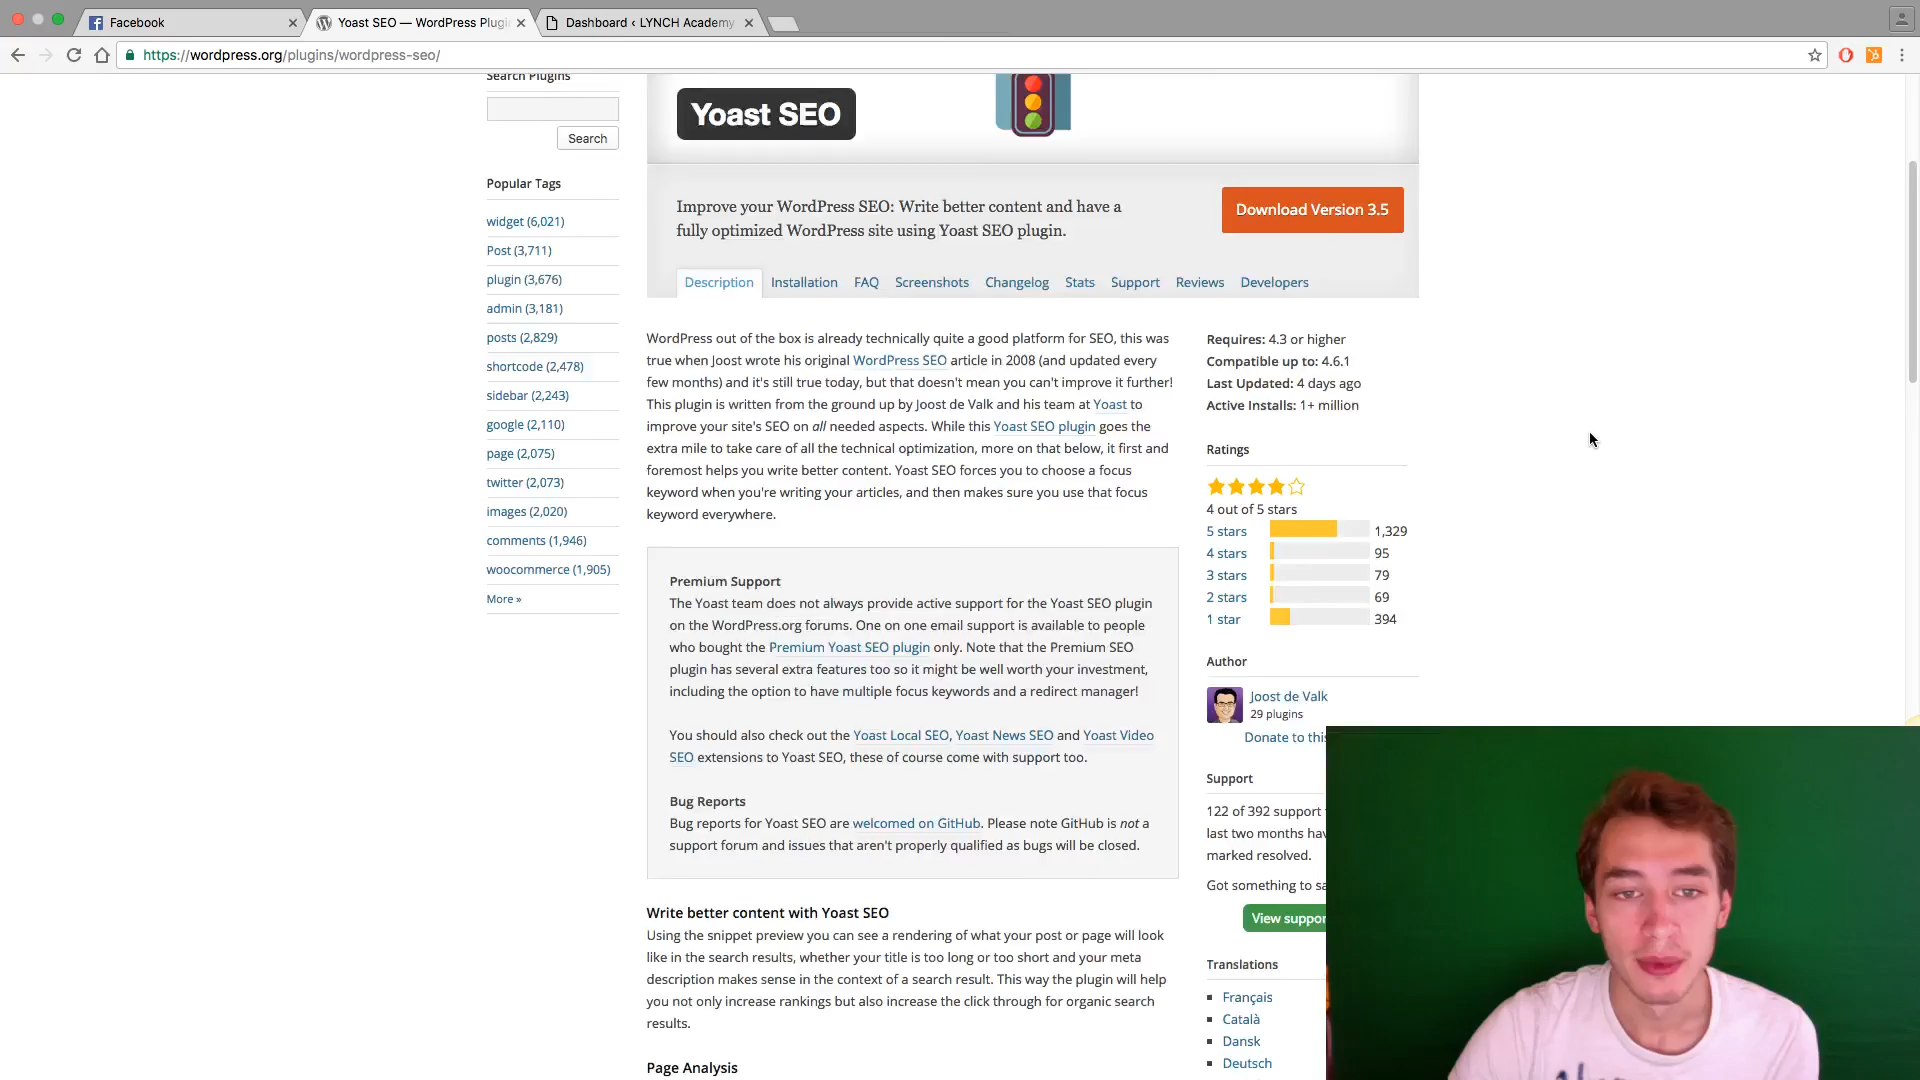 Facebook
Yoast SEO — WordPress Plugi
Dashboard ‹ LYNCH Academy
https://wordpress.org/plugins/wordpress-seo/
Search Plugins
Search
Popular Tags
widget (6,021)
Post (3,711)
plugin (3,676)
admin (3,181)
posts (2,829)
shortcode (2,478)
sidebar (2,243)
google (2,110)
page (2,075)
twitter (2,073)
images (2,020)
comments (1,946)
woocommerce (1,905)
More »
Yoast SEO
Improve your WordPress SEO: Write better content and have a
fully optimized WordPress site using Yoast SEO plugin.
Download Version 3.5
Description Installation FAQ Screenshots Changelog Stats Support Reviews Developers
WordPress out of the box is already technically quite a good platform for SEO, this was
true when Joost wrote his original WordPress SEO article in 2008 (and updated every
few months) and it's still true today, but that doesn't mean you can't improve it further!
This plugin is written from the ground up by Joost de Valk and his team at Yoast to
improve your site's SEO on all needed aspects. While this Yoast SEO plugin goes the
extra mile to take care of all the technical optimization, more on that below, it first and
foremost helps you write better content. Yoast SEO forces you to choose a focus
keyword when you're writing your articles, and then makes sure you use that focus
keyword everywhere.
Premium Support
The Yoast team does not always provide active support for the Yoast SEO plugin
on the WordPress.org forums. One on one email support is available to people
who bought the Premium Yoast SEO plugin only. Note that the Premium SEO
plugin has several extra features too so it might be well worth your investment,
including the option to have multiple focus keywords and a redirect manager!
You should also check out the Yoast Local SEO, Yoast News SEO and Yoast Video
SEO extensions to Yoast SEO, these of course come with support too.
Bug Reports
Bug reports for Yoast SEO are welcomed on GitHub. Please note GitHub is not a
support forum and issues that aren't properly qualified as bugs will be closed.
Write better content with Yoast SEO
Using the snippet preview you can see a rendering of what your post or page will look
like in the search results, whether your title is too long or too short and your meta
description makes sense in the context of a search result. This way the plugin will help
you not only increase rankings but also increase the click through for organic search
results.
Page Analysis
Requires: 4.3 or higher
Compatible up to: 4.6.1
Last Updated: 4 days ago
Active Installs: 1+ million
Ratings
4 out of 5 stars
5 stars 1,329
4 stars 95
3 stars 79
2 stars 69
1 star 394
Author
Joost de Valk
29 plugins
Donate to this
Support
122 of 392 support
last two months hav
marked resolved.
Got something to sa
View suppor
Translations
Français
Català
Dansk
Deutsch